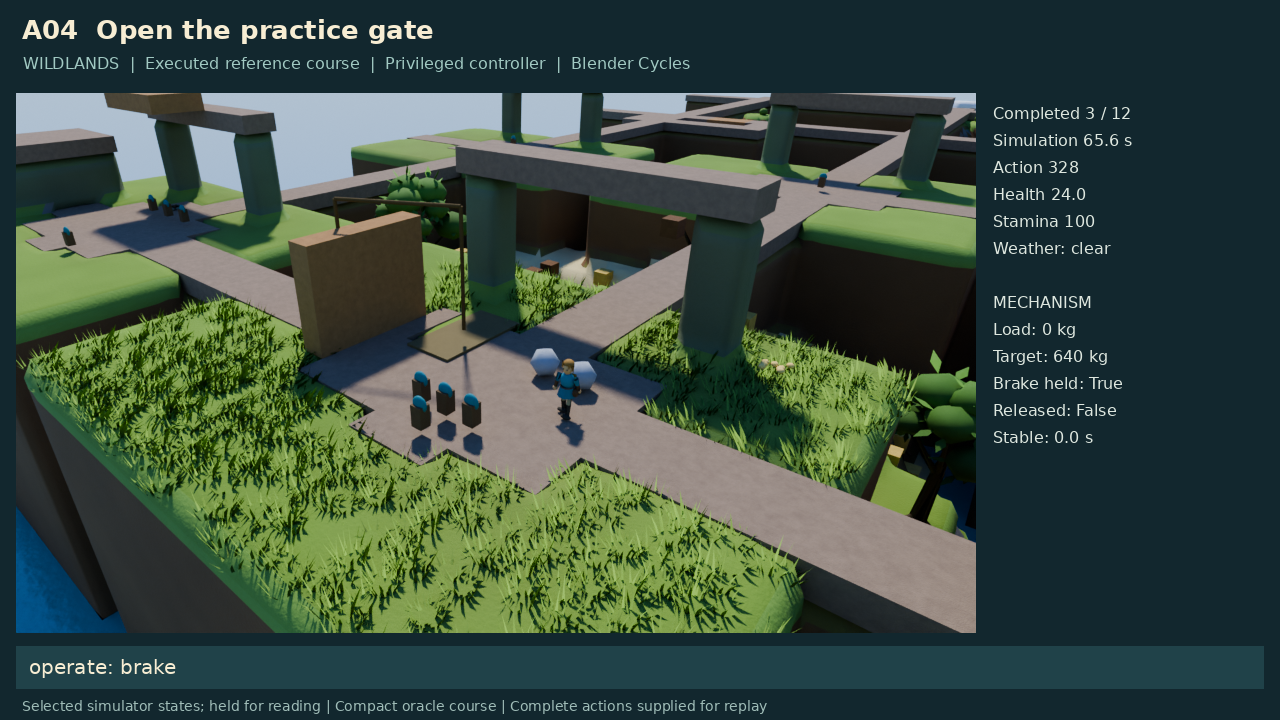 A04 Open the practice gate
WILDLANDS | Executed reference course | Privileged controller | Blender Cycles
Completed 3 / 12
Simulation 65.6 s
Action 328
Health 24.0
Stamina 100
Weather: clear
MECHANISM
Load: 0 kg
Target: 640 kg
Brake held: True
Released: False
Stable: 0.0 s
operate: brake
Selected simulator states; held for reading | Compact oracle course | Complete actions supplied for replay